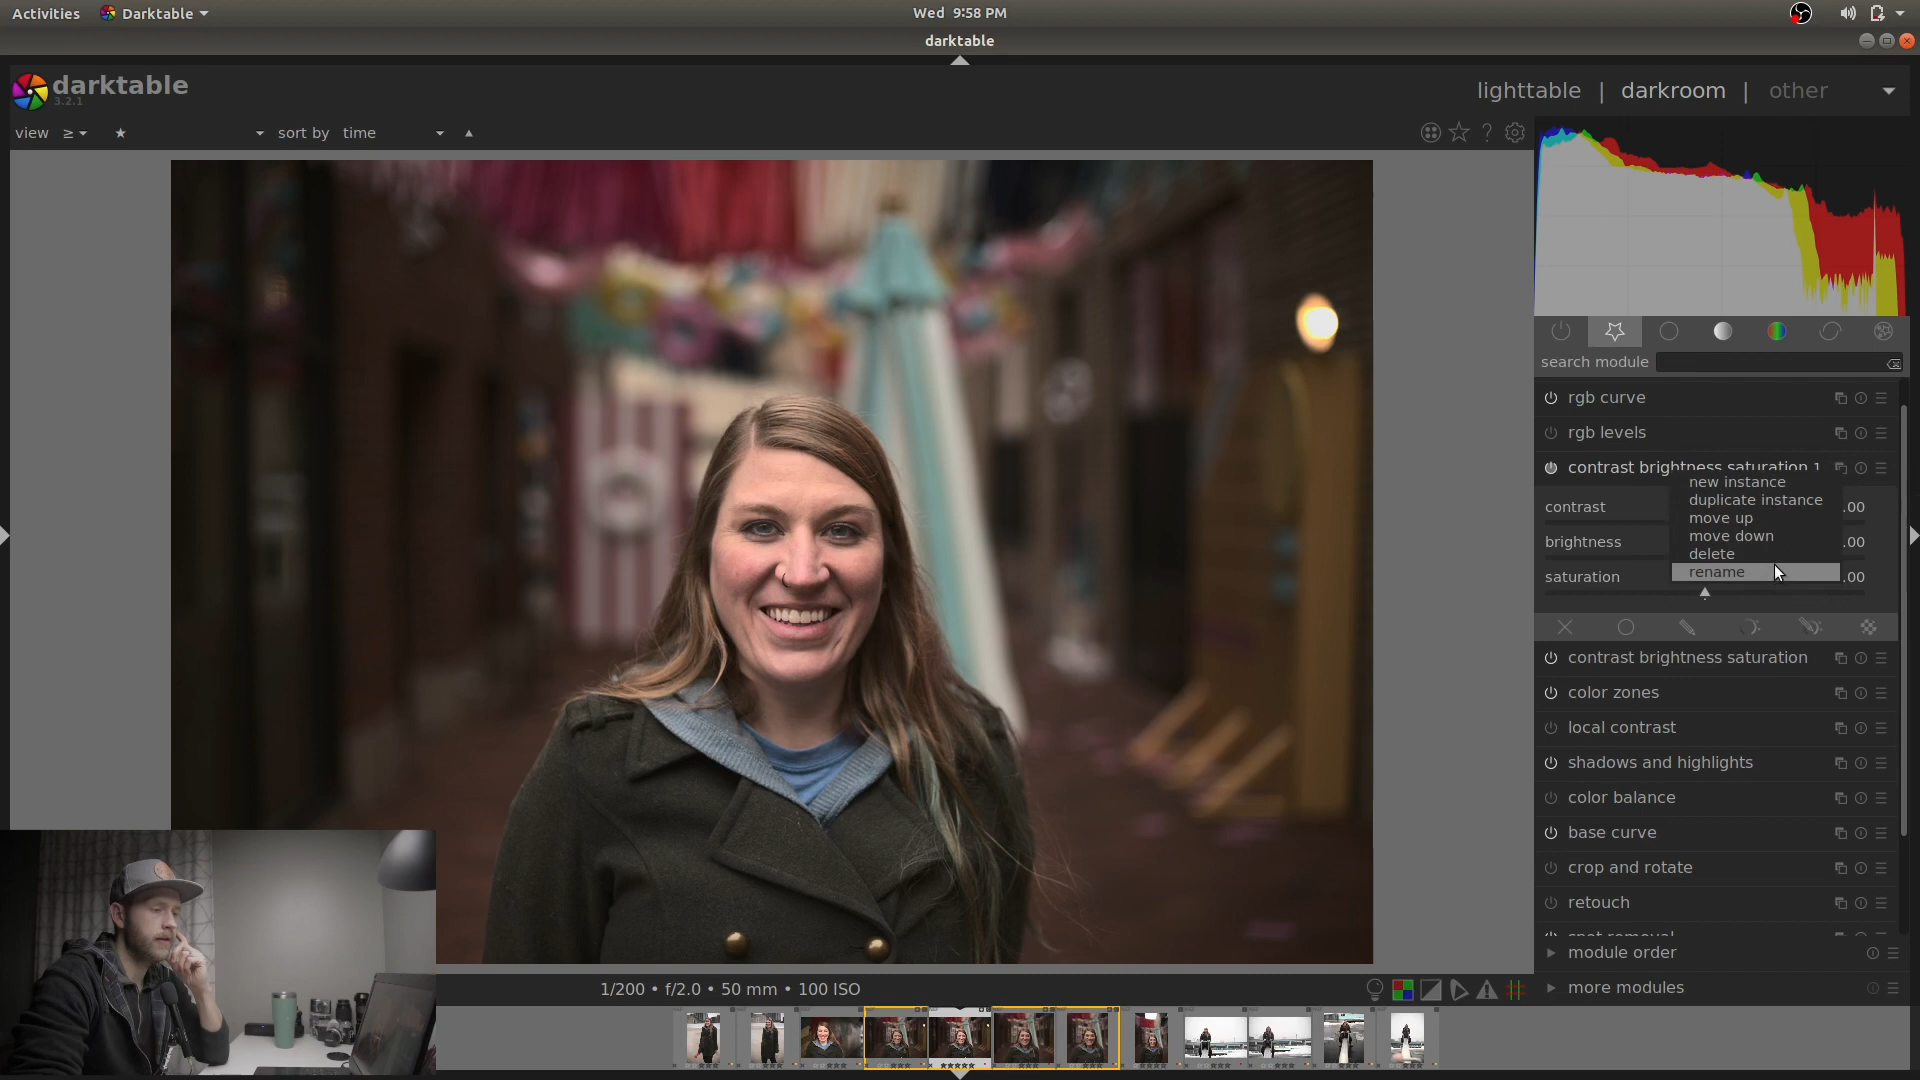 Activities Darktable Wed 9:58 PM
darktable
darktable
3.2.1
lighttable | darkroom | other
view ≥ ★ sort by time
search module
rgb curve
rgb levels
contrast brightness saturation 1
new instance
duplicate instance
contrast .00
move up
move down
brightness .00
delete
rename
saturation .00
contrast brightness saturation
color zones
local contrast
shadows and highlights
color balance
base curve
crop and rotate
retouch
spot removal
module order
more modules
1/200 • f/2.0 • 50 mm • 100 ISO